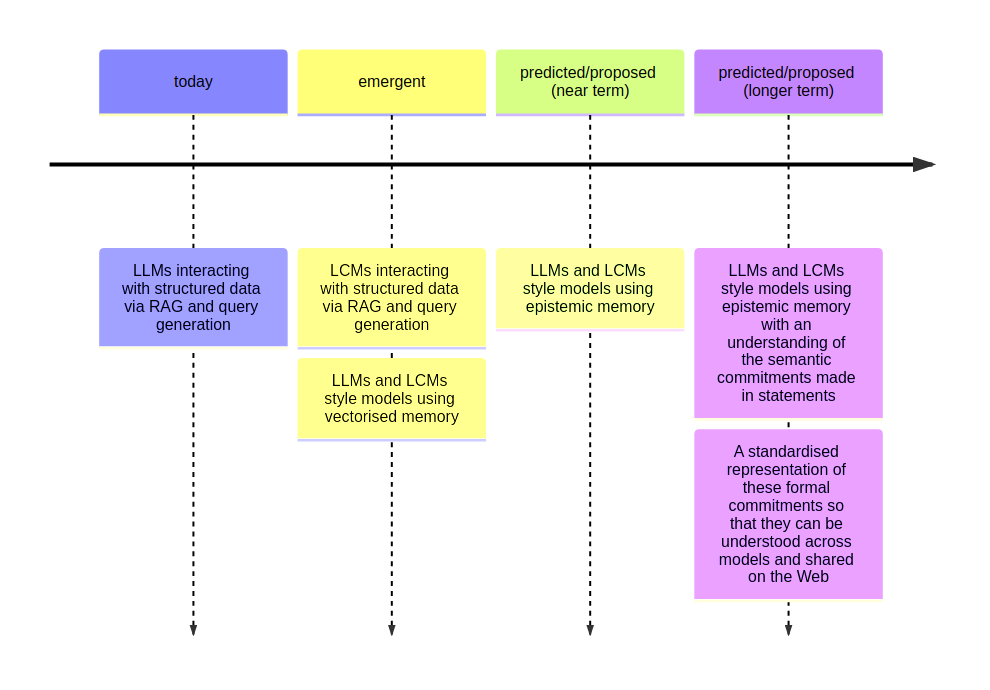 today
emergent
predicted/proposed
(near term)
predicted/proposed
(longer term)
LLMs interacting
with structured data
via RAG and query
generation
LCMs interacting
with structured data
via RAG and query
generation
LLMs and LCMs
style models using
vectorised memory
LLMs and LCMs
style models using
epistemic memory
LLMs and LCMs
style models using
epistemic memory
with an
understanding of
the semantic
commitments made
in statements
A standardised
representation of
these formal
commitments so
that they can be
understood across
models and shared
on the Web